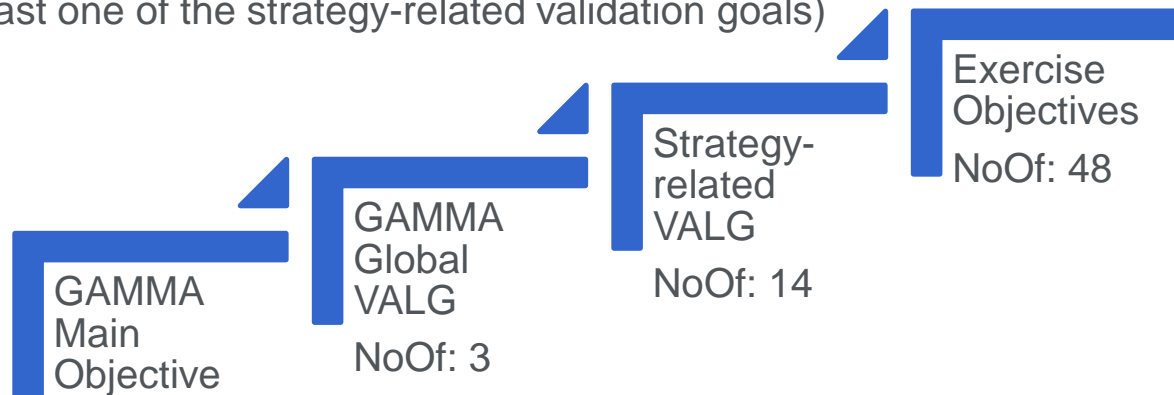 one of the strategy-related validation goals)
GAMMA
Main
Objective
GAMMA
Global
VALG
NoOf: 3
Strategy-
related
VALG
NoOf: 14
Exercise
Objectives
NoOf: 48